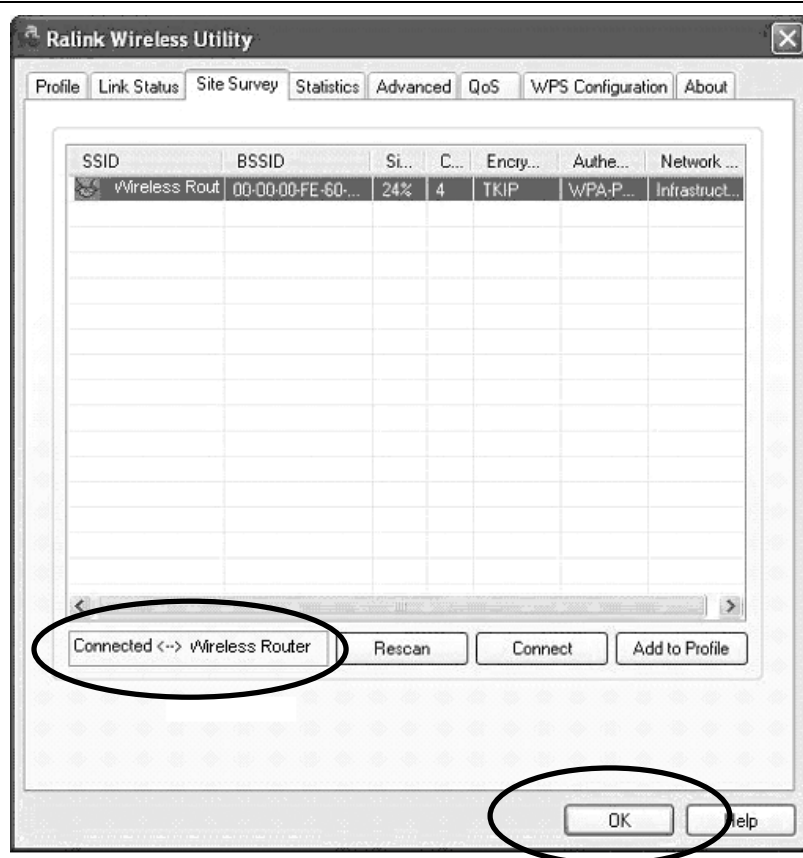 Ralink Wireless Utility
Profile Link Status Site Survey Statistics Advanced QoS WPS Configuration About
SSID BSSID Si... C... Encry... Authe... Network ...
Wireless Rout 00-00-00-FE-60-... 24% 4 TKIP WPA-P... Infrastruct...
Connected <--> Wireless Router Rescan Connect Add to Profile
OK Help